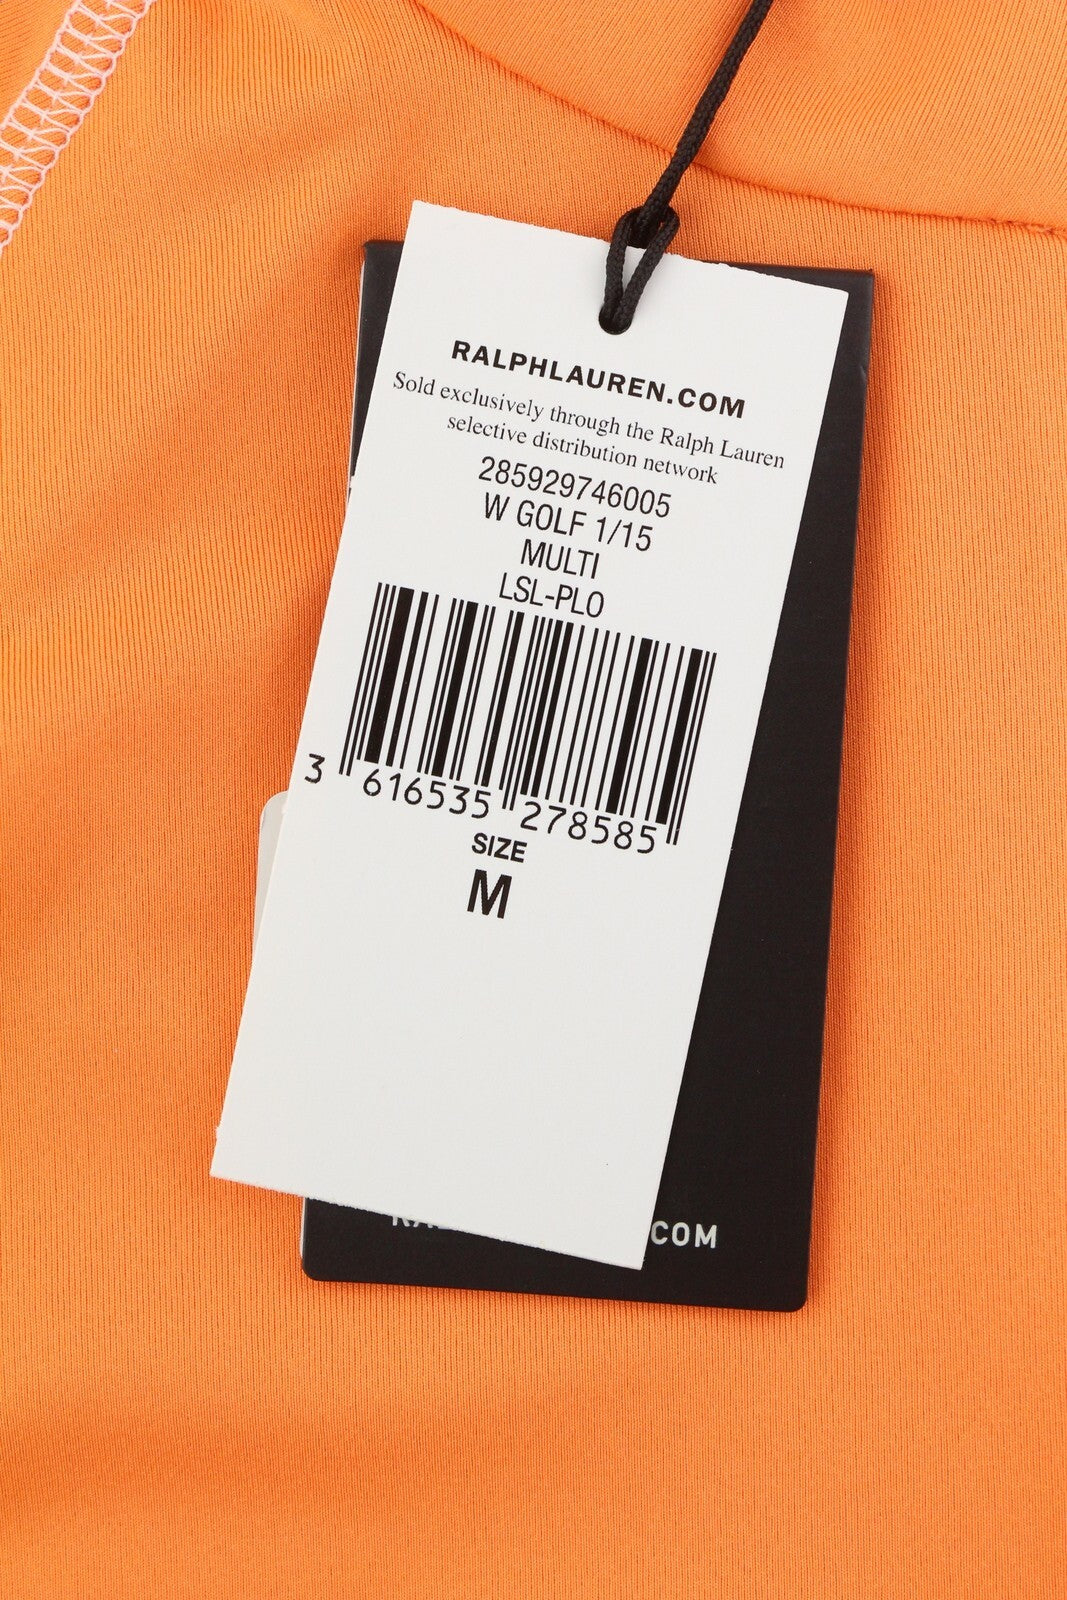 RALPHLAUREN.COM
Sold exclusively through the Ralph Lauren
selective distribution network
285929746005
W GOLF 1/15
MULTI
LSL-PLO
3 616535 278585
SIZE
M
COM